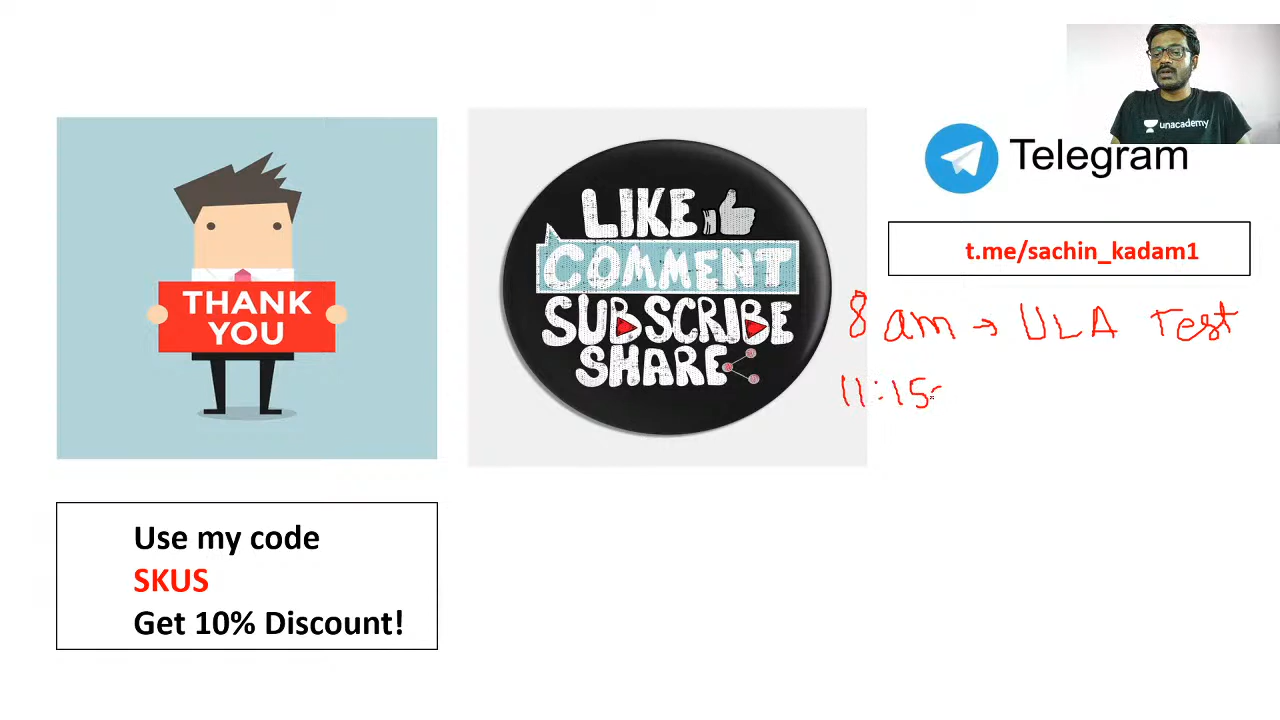 THANK
YOU
LIKE
COMMENT
SUBSCRIBE
SHARE
unacademy
Telegram
t.me/sachin_kadam1
8 am → ULA Test
11:15
Use my code
SKUS
Get 10% Discount!